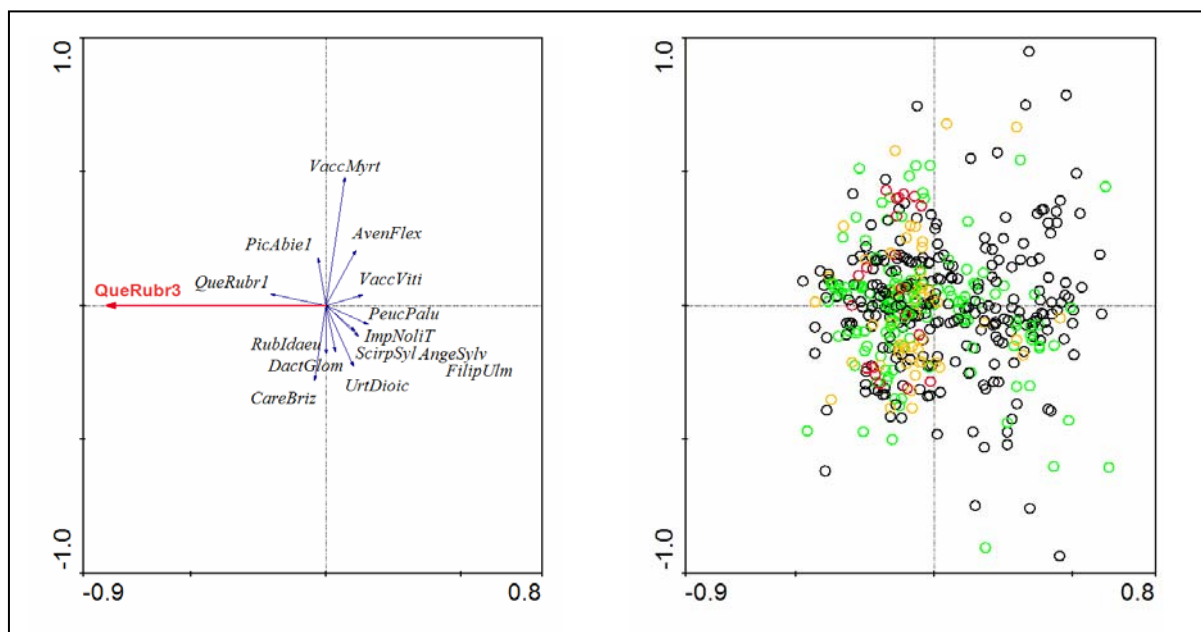 1.0
VaccMyrt
AvenFlex
PicAbie1
QueRubr1
VaccViti
QueRubr3
PeucPalu
ImpNoliT
RubIdaeu
ScirpSyl AngeSylv
DactGlom
FilipUlm
UrtDioic
CareBriz
-1.0
-0.9
0.8
1.0
-1.0
-0.9
0.8